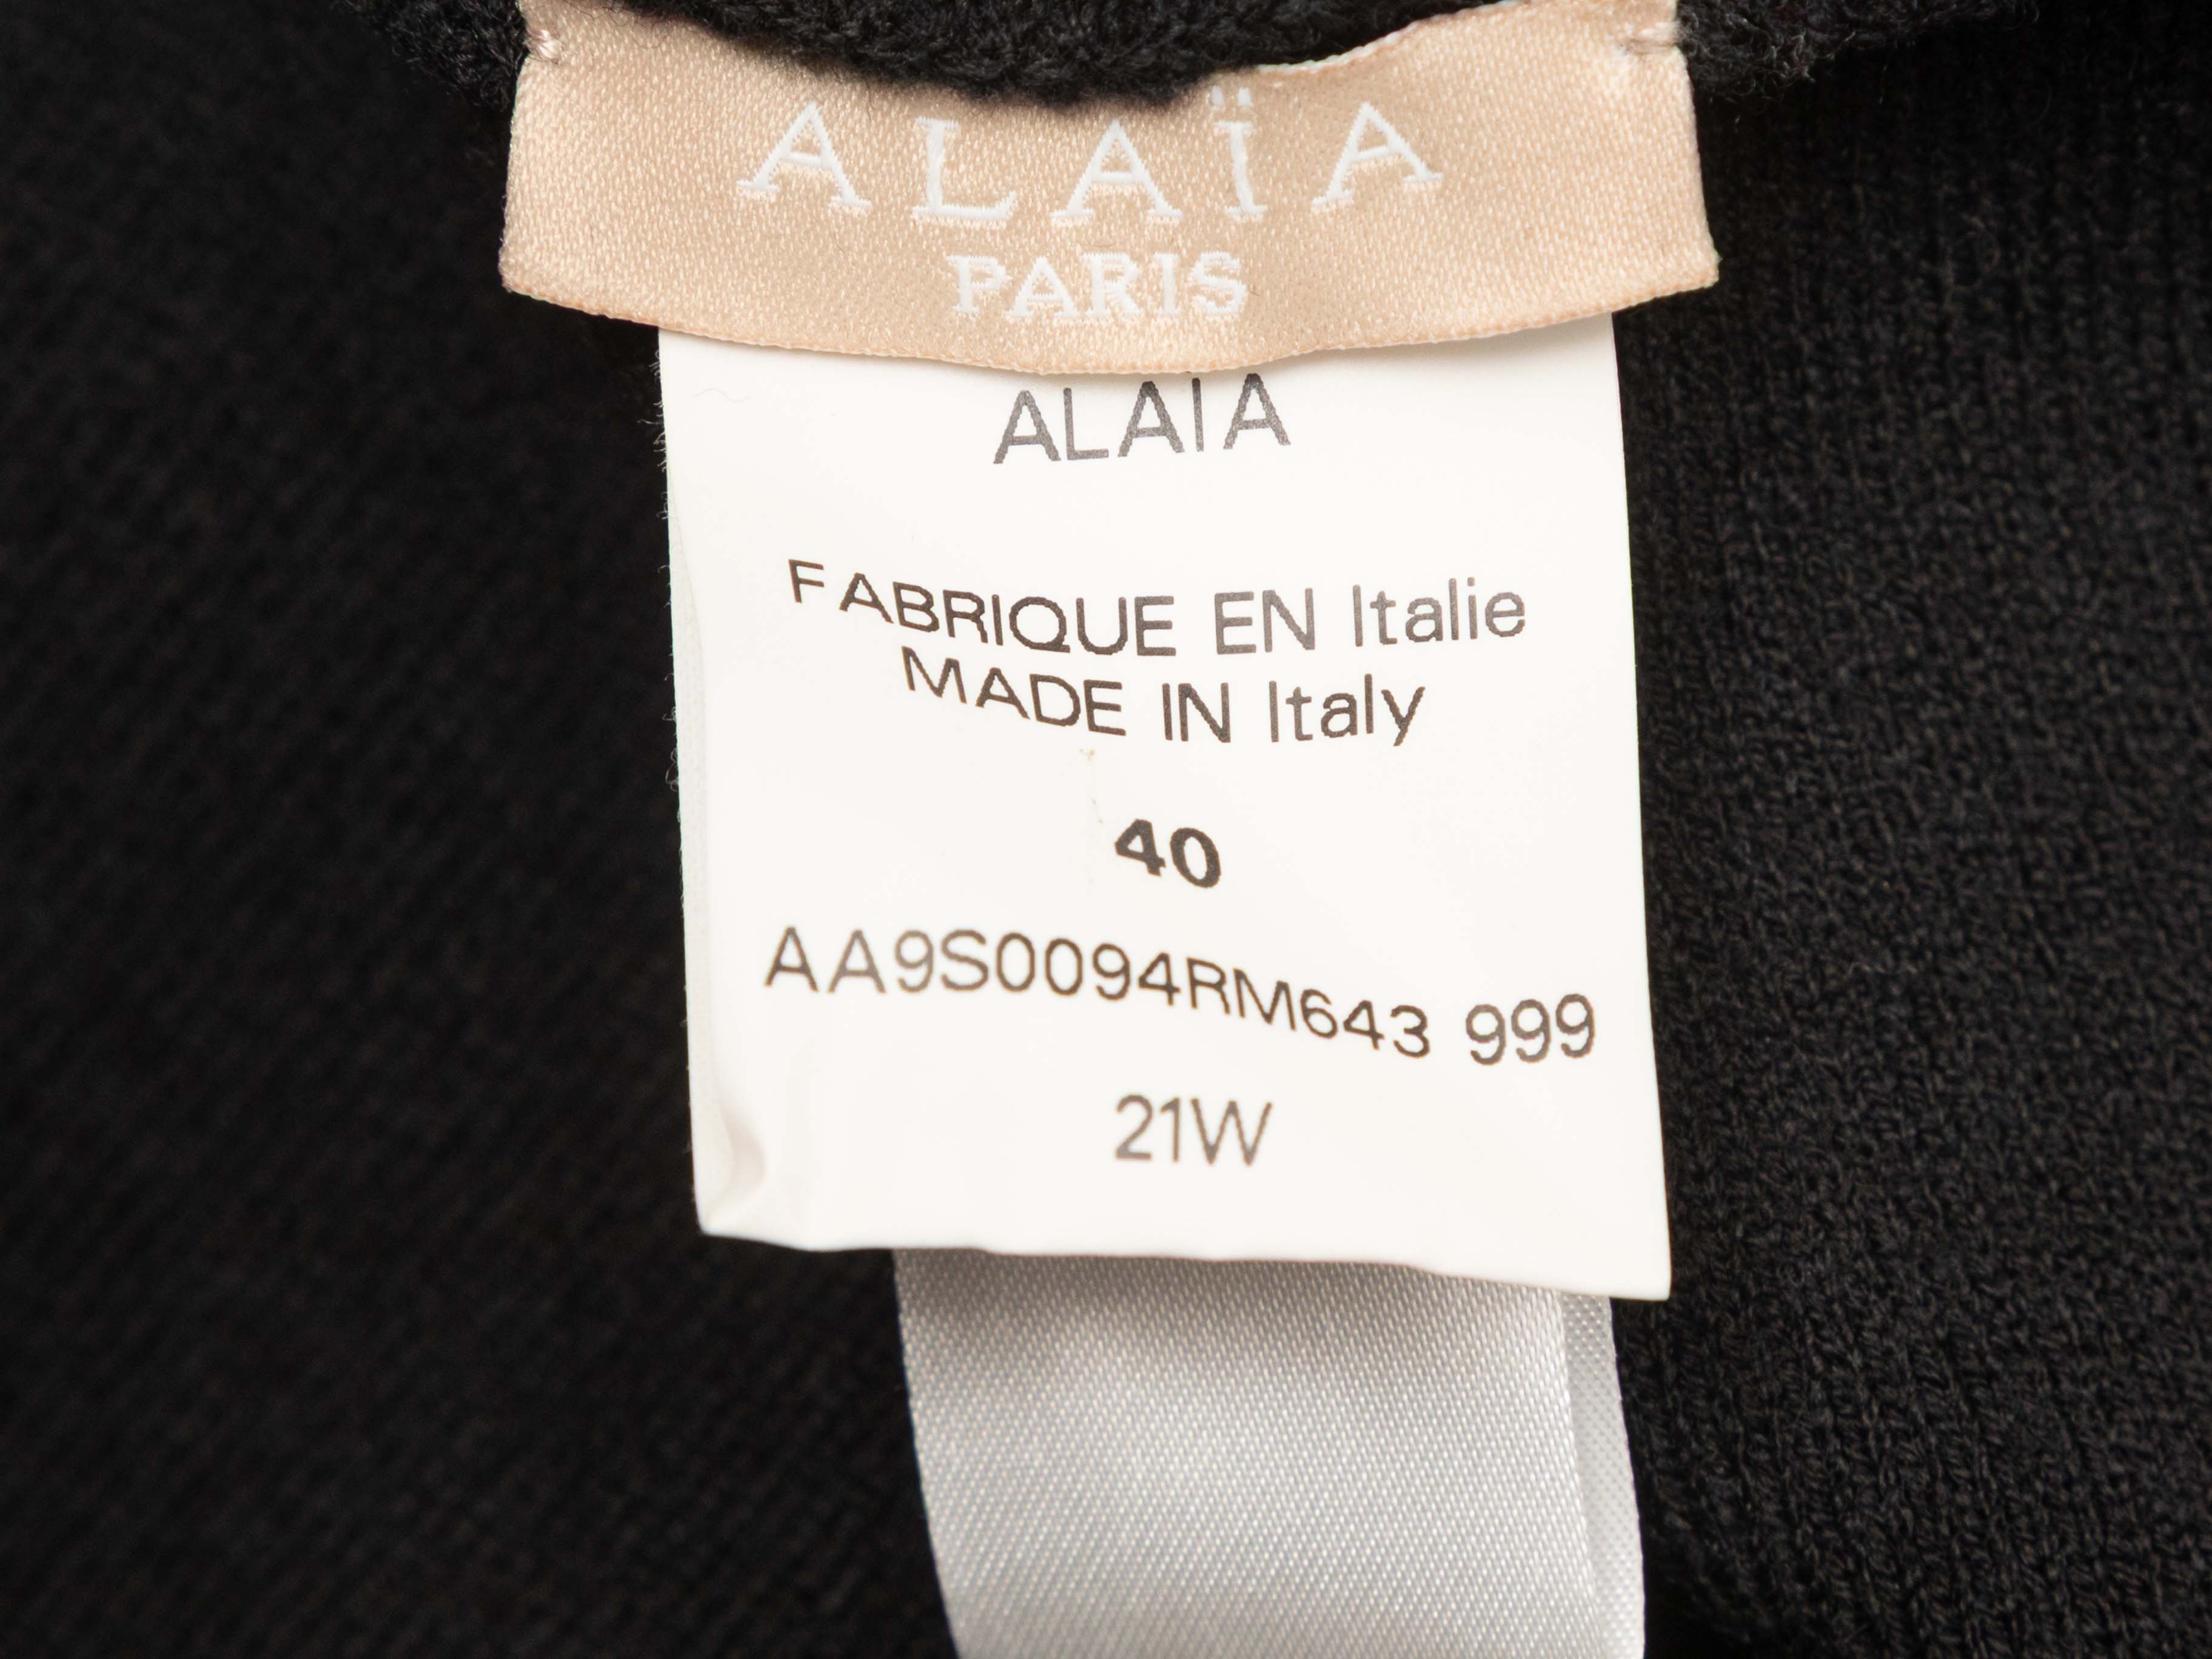 ALAÏA
PARIS
ALAIA
FABRIQUE EN Italie
MADE IN Italy
40
AA9S0094RM643 999
21W